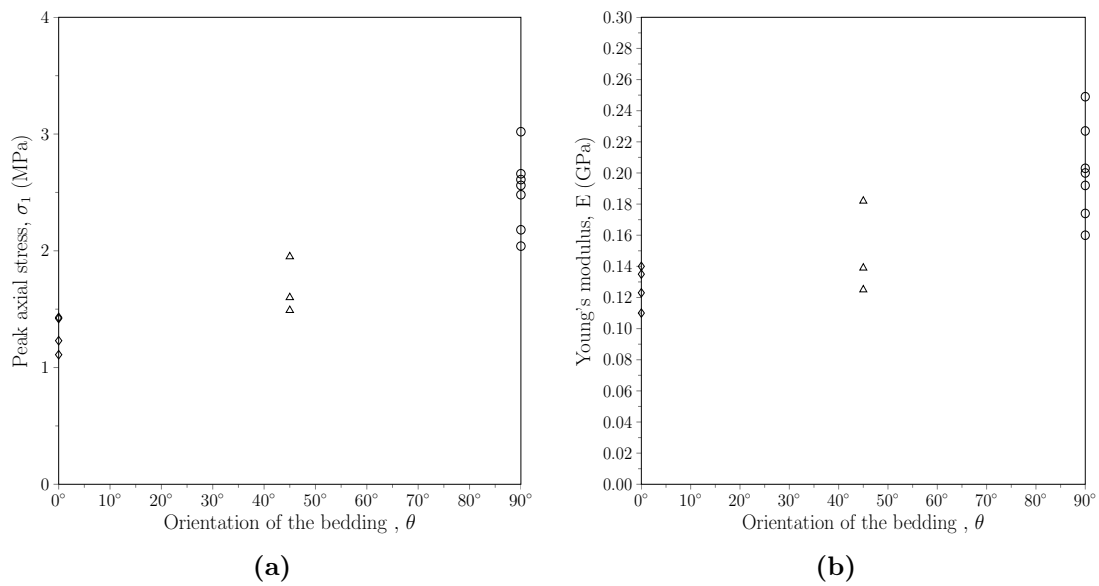 4
3
2
1
0
Peak axial stress, σ₁ (MPa)
0° 10° 20° 30° 40° 50° 60° 70° 80° 90°
Orientation of the bedding , θ
(a)
0.30
0.28
0.26
0.24
0.22
0.20
0.18
0.16
0.14
0.12
0.10
0.08
0.06
0.04
0.02
0.00
Young's modulus, E (GPa)
0° 10° 20° 30° 40° 50° 60° 70° 80° 90°
Orientation of the bedding , θ
(b)